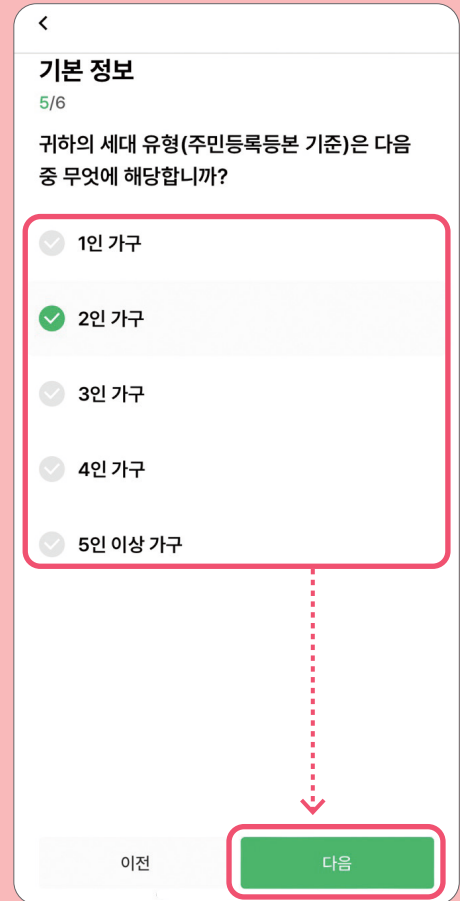 기본 정보
5/6
귀하의 세대 유형(주민등록등본 기준)은 다음
중 무엇에 해당합니까?
1인 가구
2인 가구
3인 가구
4인 가구
5인 이상 가구
이전 다음